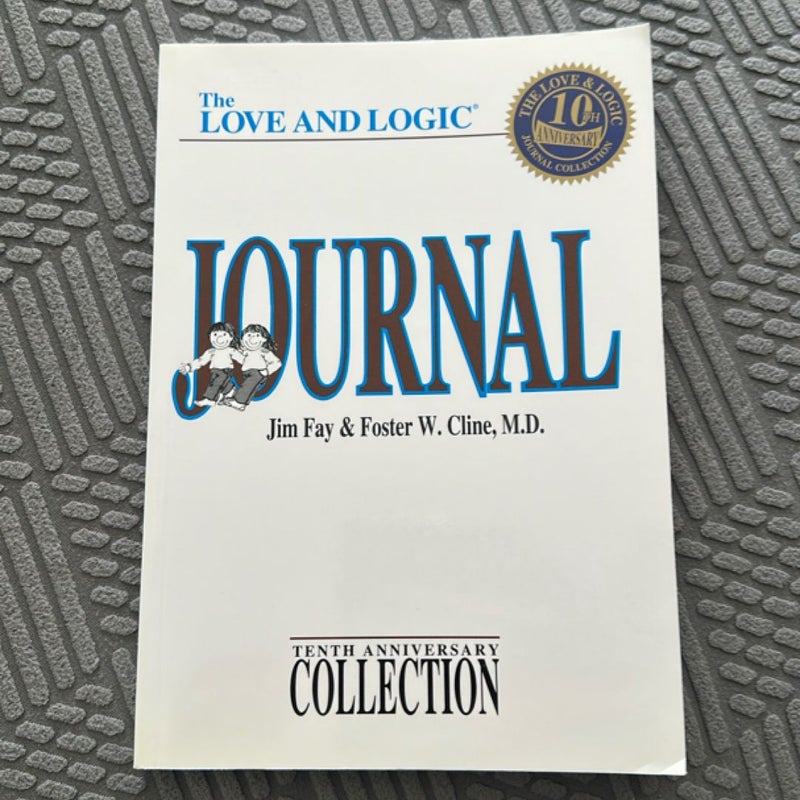 The
LOVE AND LOGIC®
THE LOVE & LOGIC
10TH
ANNIVERSARY
JOURNAL COLLECTION
JOURNAL
Jim Fay & Foster W. Cline, M.D.
TENTH ANNIVERSARY
COLLECTION